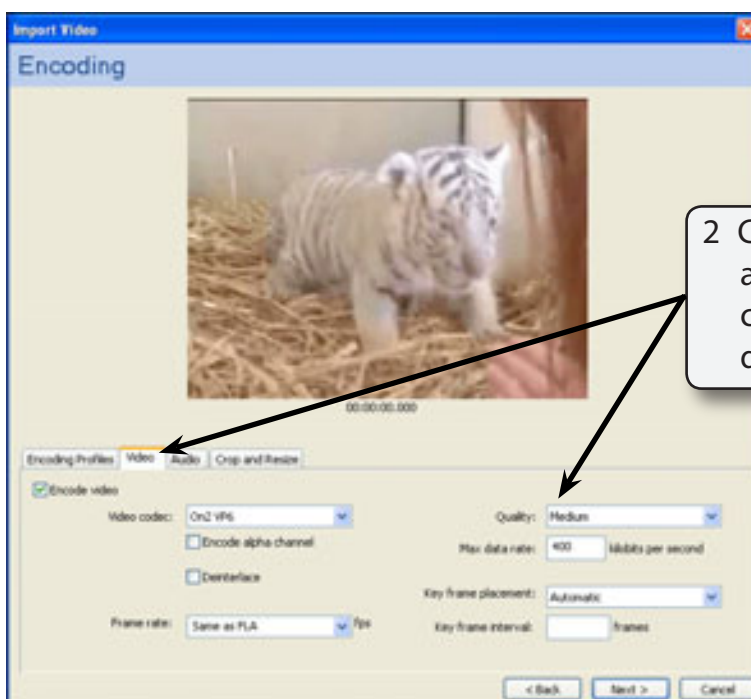 Import Video
Encoding
2
00:00:00.000
Encoding Profiles Video Audio Crop and Resize
Encode video
Video codec: On2 VP6 Quality: Medium
Encode alpha channel Max data rate: 400 kilobits per second
Deinterlace
Key frame placement: Automatic
Frame rate: Same as FLA fps Key frame interval: frames
< Back Next > Cancel